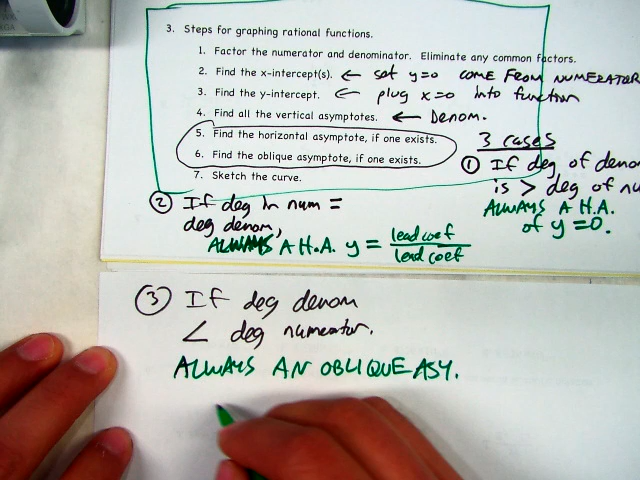 3. Steps for graphing rational functions.
1. Factor the numerator and denominator. Eliminate any common factors.
2. Find the x-intercept(s). ← set y=0 COME FROM NUMERATOR
3. Find the y-intercept. ← plug x=0 into function
4. Find all the vertical asymptotes. ← DENOM.
5. Find the horizontal asymptote, if one exists.
6. Find the oblique asymptote, if one exists.
7. Sketch the curve.
3 cases
① If deg of deno
is > deg of nu
ALWAYS A H.A.
of y=0.
② If deg in num =
deg denom,
ALWAYS A H.A. y = lead coef
lead coef
③ If deg denom
< deg numerator.
ALWAYS AN OBLIQUE ASY.